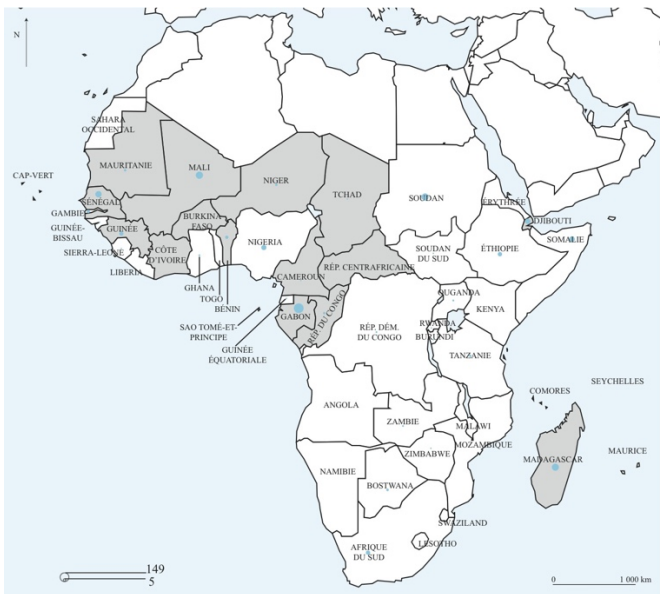 N
SAHARA
OCCIDENTAL
MAURITANIE
MALI
NIGER
TCHAD
SOUDAN
ÉRYTHRÉE
CAP-VERT
SÉNÉGAL
GAMBIE
GUINÉE-
BISSAU
GUINÉE
SIERRA-LEONE
LIBERIA
CÔTE
D'IVOIRE
BURKINA
FASO
GHANA
TOGO
BÉNIN
NIGERIA
DJIBOUTI
SOMALIE
SOUDAN
DU SUD
ÉTHIOPIE
CAMEROUN
RÉP. CENTRAFRICAINE
SAO TOMÉ-ET-
PRINCIPE
GUINÉE
ÉQUATORIALE
GABON
RÉP. DU CONGO
RÉP. DÉM.
DU CONGO
OUGANDA
KENYA
RWANDA
BURUNDI
TANZANIE
SEYCHELLES
COMORES
ANGOLA
ZAMBIE
MALAWI
MOZAMBIQUE
ZIMBABWE
MADAGASCAR
MAURICE
NAMIBIE
BOSTWANA
SWAZILAND
LESOTHO
AFRIQUE
DU SUD
149
5
0 1 000 km